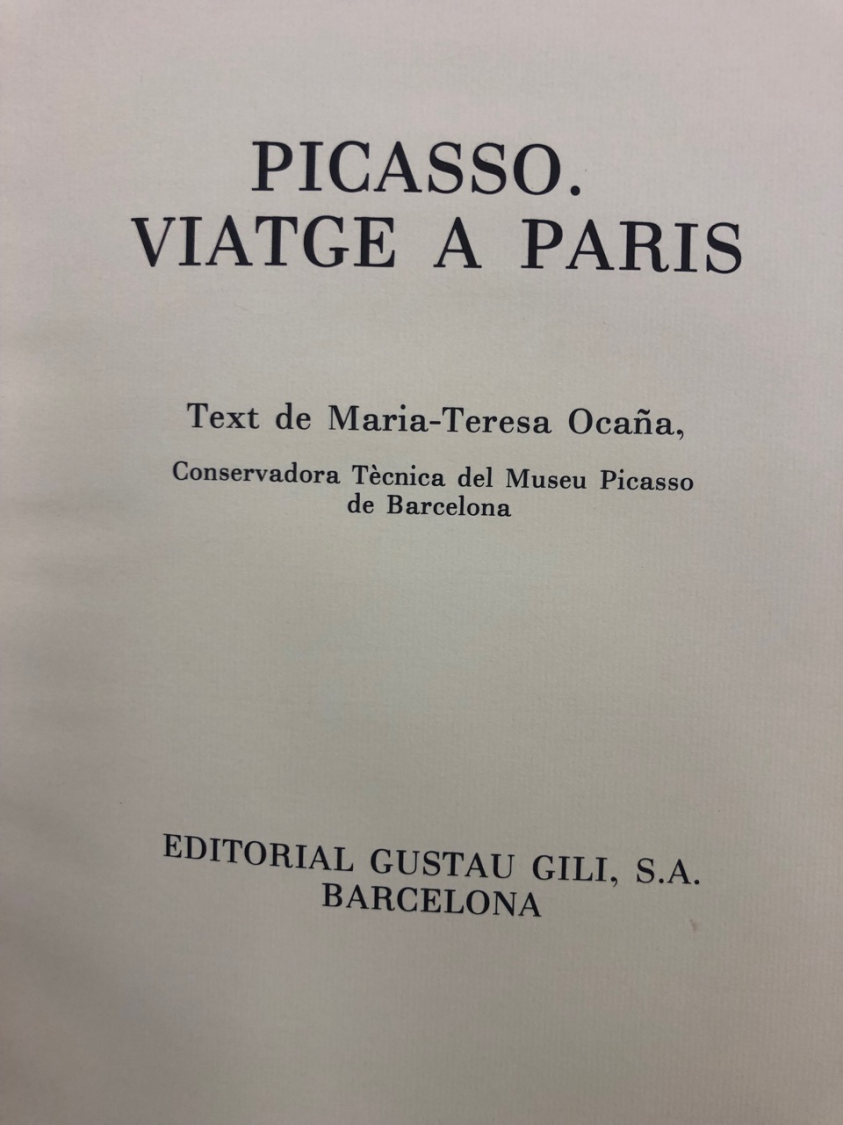 PICASSO.
VIATGE A PARIS
Text de Maria-Teresa Ocaña,
Conservadora Tècnica del Museu Picasso
de Barcelona
EDITORIAL GUSTAU GILI, S.A.
BARCELONA